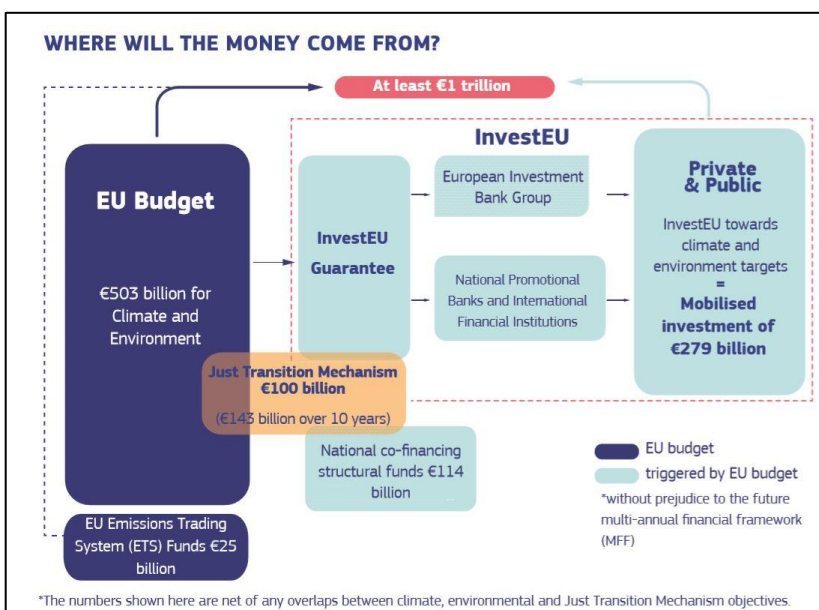 WHERE WILL THE MONEY COME FROM?
At least €1 trillion
InvestEU
EU Budget
€503 billion for
Climate and
Environment
InvestEU
Guarantee
European Investment
Bank Group
National Promotional
Banks and International
Financial Institutions
Private
& Public
InvestEU towards
climate and
environment targets
=
Mobilised
investment of
€279 billion
Just Transition Mechanism
€100 billion
(€143 billion over 10 years)
National co-financing
structural funds €114
billion
EU Emissions Trading
System (ETS) Funds €25
billion
EU budget
triggered by EU budget
*without prejudice to the future
multi-annual financial framework
(MFF)
*The numbers shown here are net of any overlaps between climate, environmental and Just Transition Mechanism objectives.